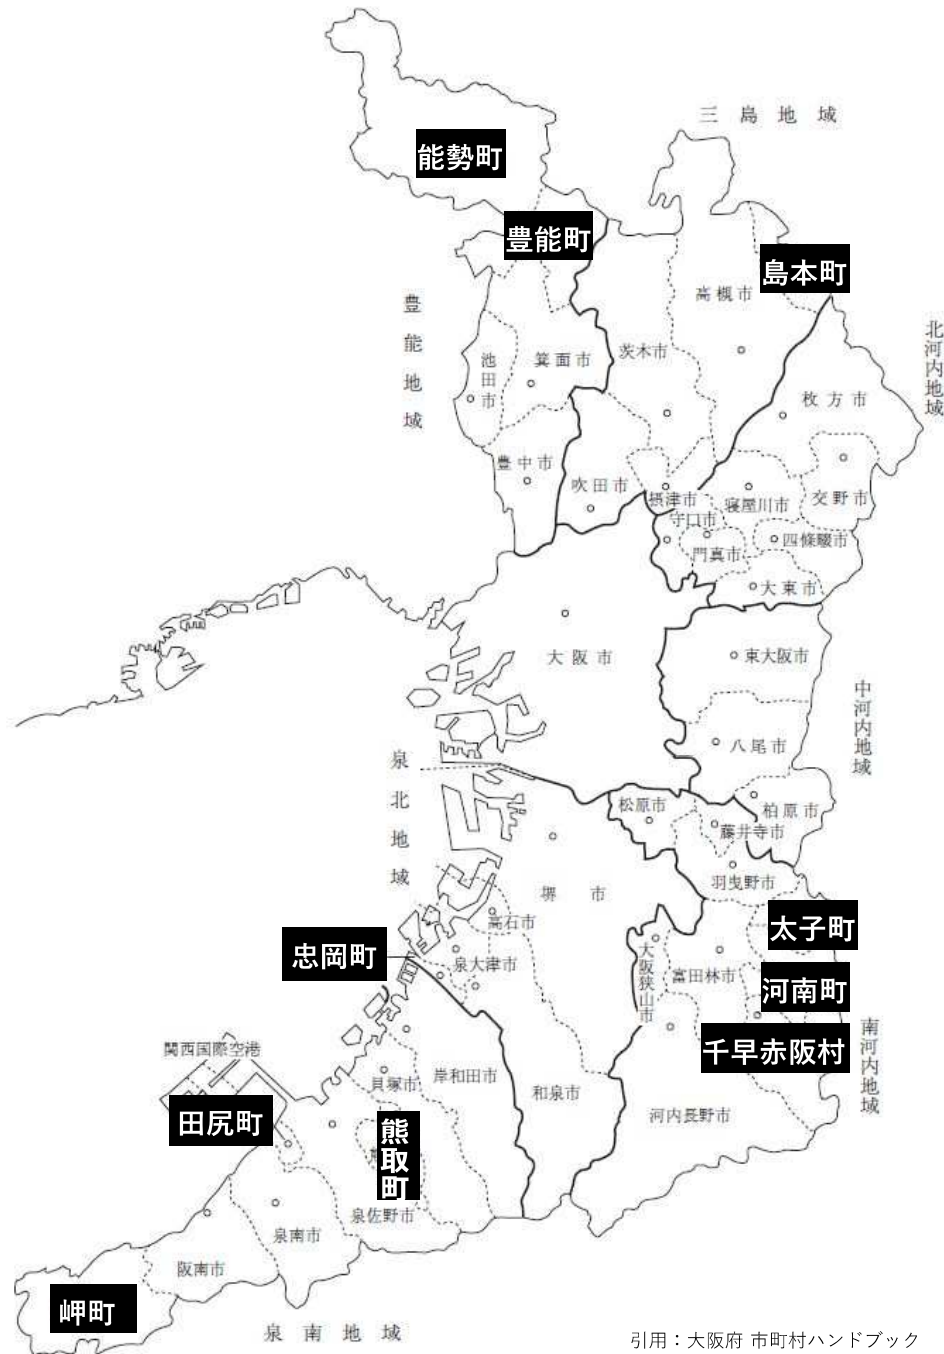 三島地域
能勢町
豊能町
島本町
高槻市
豊能地域
北河内地域
茨木市
池田市
箕面市
枚方市
豊中市
吹田市
摂津市
寝屋川市
交野市
守口市
門真市
四條畷市
大東市
大阪市
東大阪市
中河内地域
八尾市
泉北地域
松原市
柏原市
藤井寺市
羽曳野市
堺市
高石市
太子町
忠岡町
泉大津市
大阪狭山市
富田林市
河南町
千早赤阪村
南河内地域
関西国際空港
貝塚市
岸和田市
和泉市
河内長野市
田尻町
熊取町
泉佐野市
泉南市
阪南市
岬町
泉南地域
引用：大阪府 市町村ハンドブック